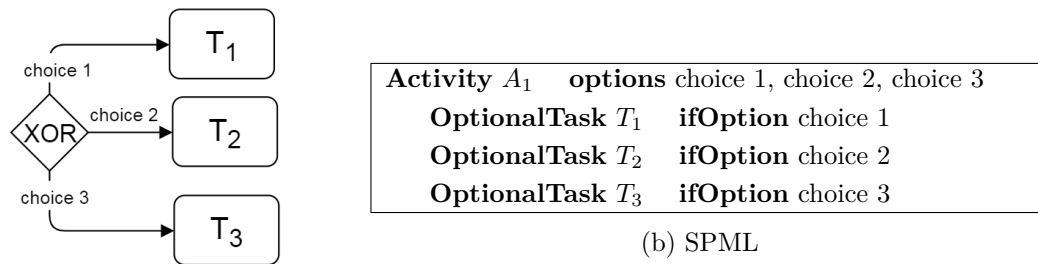 T1
choice 1
choice 2
XOR
T2
choice 3
T3
Activity A1 options choice 1, choice 2, choice 3
OptionalTask T1 ifOption choice 1
OptionalTask T2 ifOption choice 2
OptionalTask T3 ifOption choice 3
(b) SPML